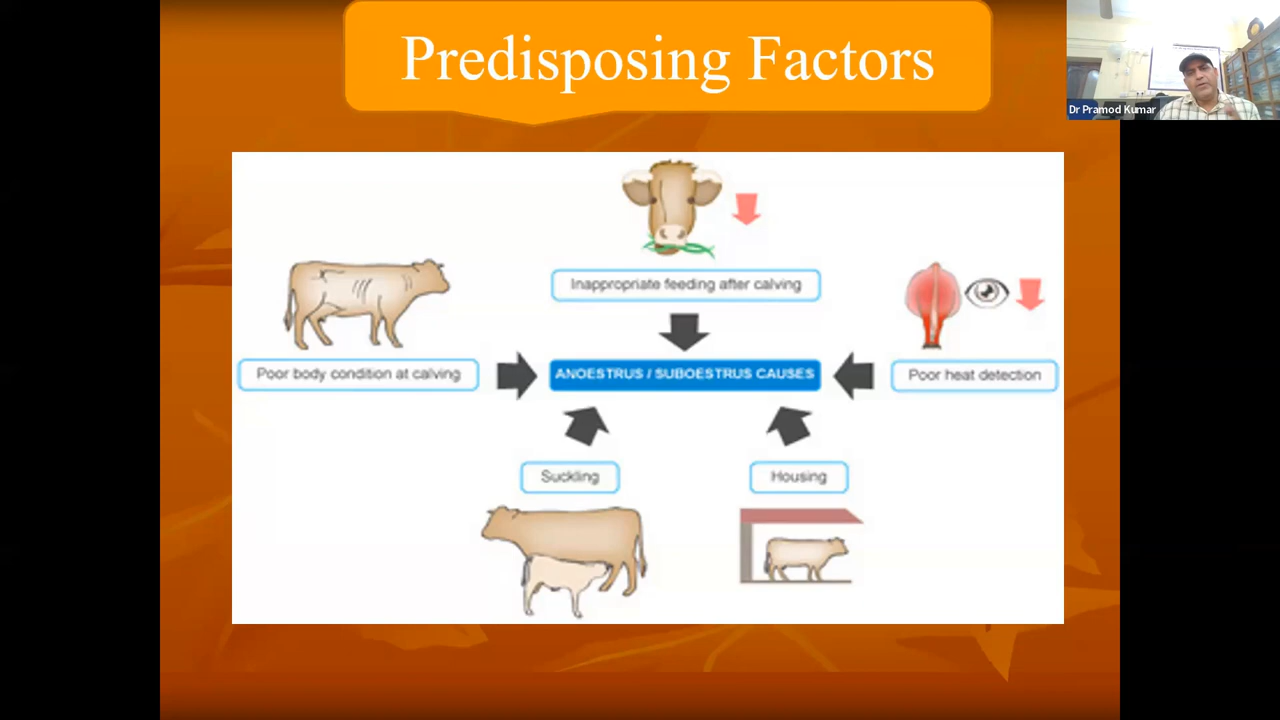 Predisposing Factors
Dr Pramod Kumar
Inappropriate feeding after calving
Poor body condition at calving
ANOESTRUS / SUBOESTRUS CAUSES
Poor heat detection
Suckling
Housing